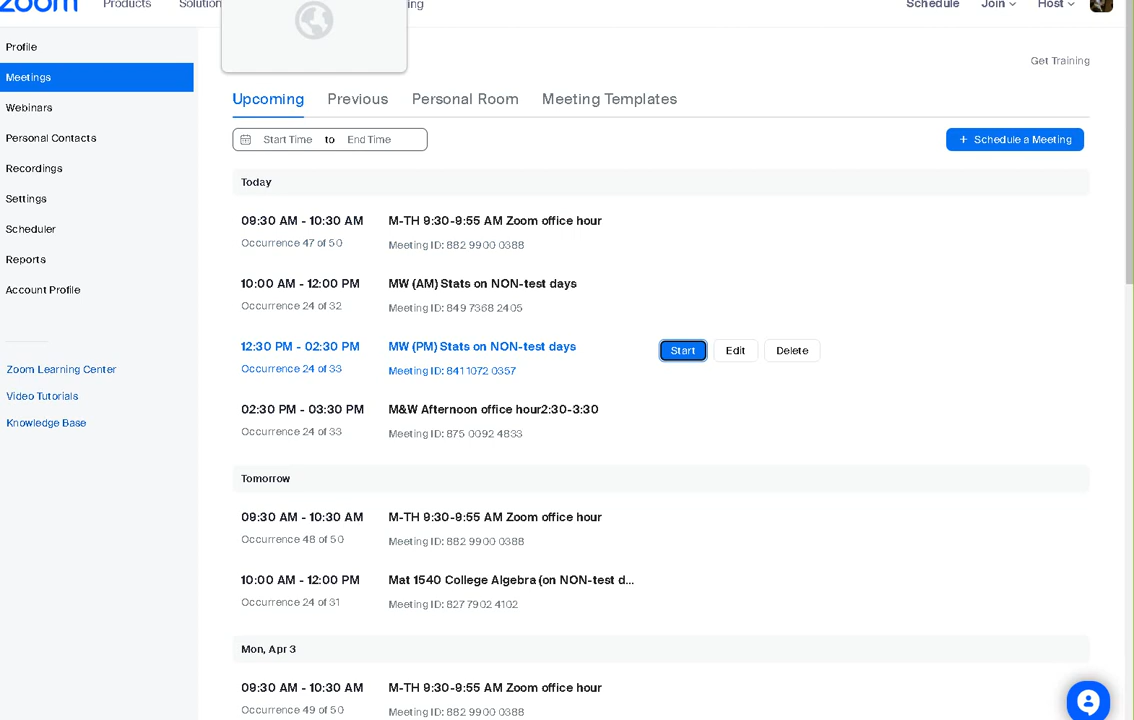 zoom Products Solution ing Schedule Join Host
Profile
Meetings
Webinars
Personal Contacts
Recordings
Settings
Scheduler
Reports
Account Profile
Zoom Learning Center
Video Tutorials
Knowledge Base
Get Training
Upcoming Previous Personal Room Meeting Templates
Start Time to End Time
+ Schedule a Meeting
Today
09:30 AM - 10:30 AM M-TH 9:30-9:55 AM Zoom office hour
Occurrence 47 of 50 Meeting ID: 882 9900 0388
10:00 AM - 12:00 PM MW (AM) Stats on NON-test days
Occurrence 24 of 32 Meeting ID: 849 7368 2405
12:30 PM - 02:30 PM MW (PM) Stats on NON-test days
Occurrence 24 of 33 Meeting ID: 841 1072 0357
Start Edit Delete
02:30 PM - 03:30 PM M&W Afternoon office hour2:30-3:30
Occurrence 24 of 33 Meeting ID: 875 0092 4833
Tomorrow
09:30 AM - 10:30 AM M-TH 9:30-9:55 AM Zoom office hour
Occurrence 48 of 50 Meeting ID: 882 9900 0388
10:00 AM - 12:00 PM Mat 1540 College Algebra (on NON-test d...
Occurrence 24 of 31 Meeting ID: 827 7902 4102
Mon, Apr 3
09:30 AM - 10:30 AM M-TH 9:30-9:55 AM Zoom office hour
Occurrence 49 of 50 Meeting ID: 882 9900 0388